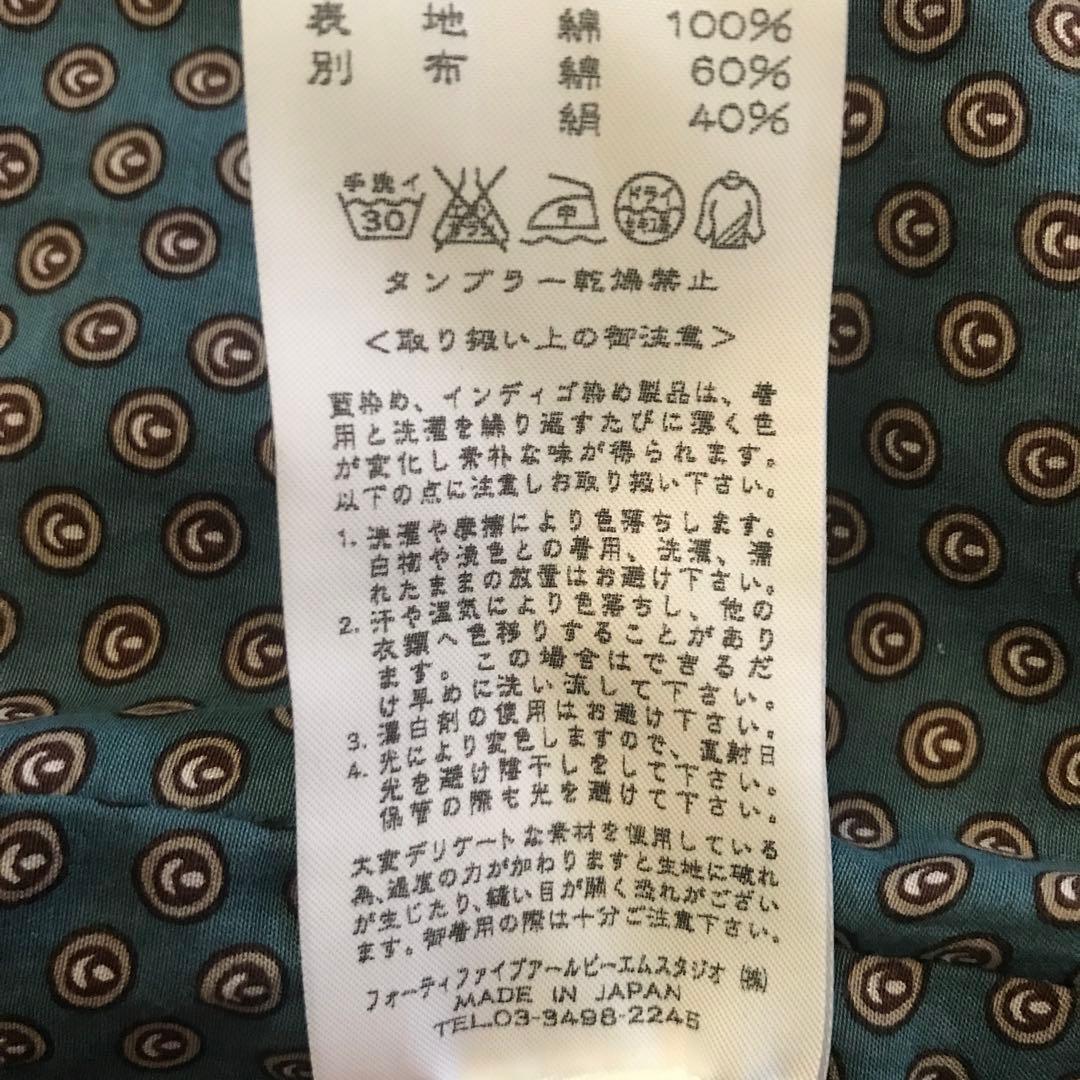 表地 綿 100%
別布 綿 60%
絹 40%
手洗イ
30
中
ドライ
タンブラー乾燥禁止
<取り扱い上の御注意>
藍染め、インディゴ染め製品は、着
用と洗濯を繰り返すたびに薄く色
が変化し素朴な味が得られます。
以下の点に注意しお取り扱い下さい。
1. 洗濯や摩擦により色落ちします。
白物や淡色との着用、洗濯、濡
れたままの放置はお避け下さい。
2. 汗や湿気により色落ちし、他の
衣類へ色移りすることがあり
ます。この場合はできるだ
け早めに洗い流して下さい。
3. 漂白剤の使用はお避け下さい。
4. 光により変色しますので、直射日
光を避け陰干しをして下さい。
保管の際も光を避けて下さい。
大変デリケートな素材を使用している
為、過度の力が加わりますと生地に破れ
が生じたり、縫い目が開く恐れがござい
ます。御着用の際は十分ご注意下さい。
フォーティファイブアールピーエムスタジオ ㈱
MADE IN JAPAN
TEL.03-3498-2245